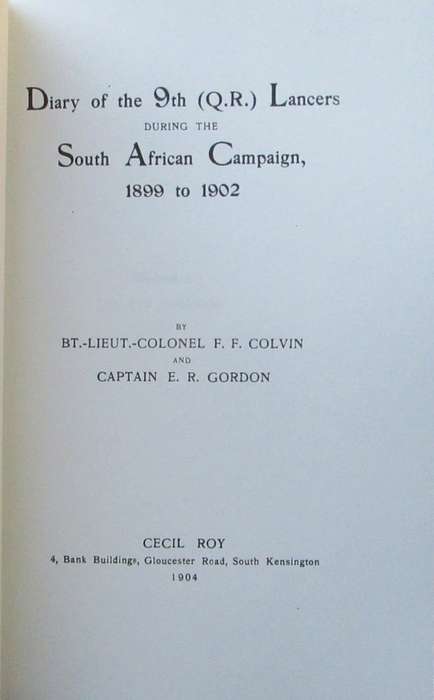 Diary of the 9th (Q.R.) Lancers
DURING THE
South African Campaign,
1899 to 1902
BY
BT.-LIEUT.-COLONEL F. F. COLVIN
AND
CAPTAIN E. R. GORDON
CECIL ROY
4, Bank Buildings, Gloucester Road, South Kensington
1904